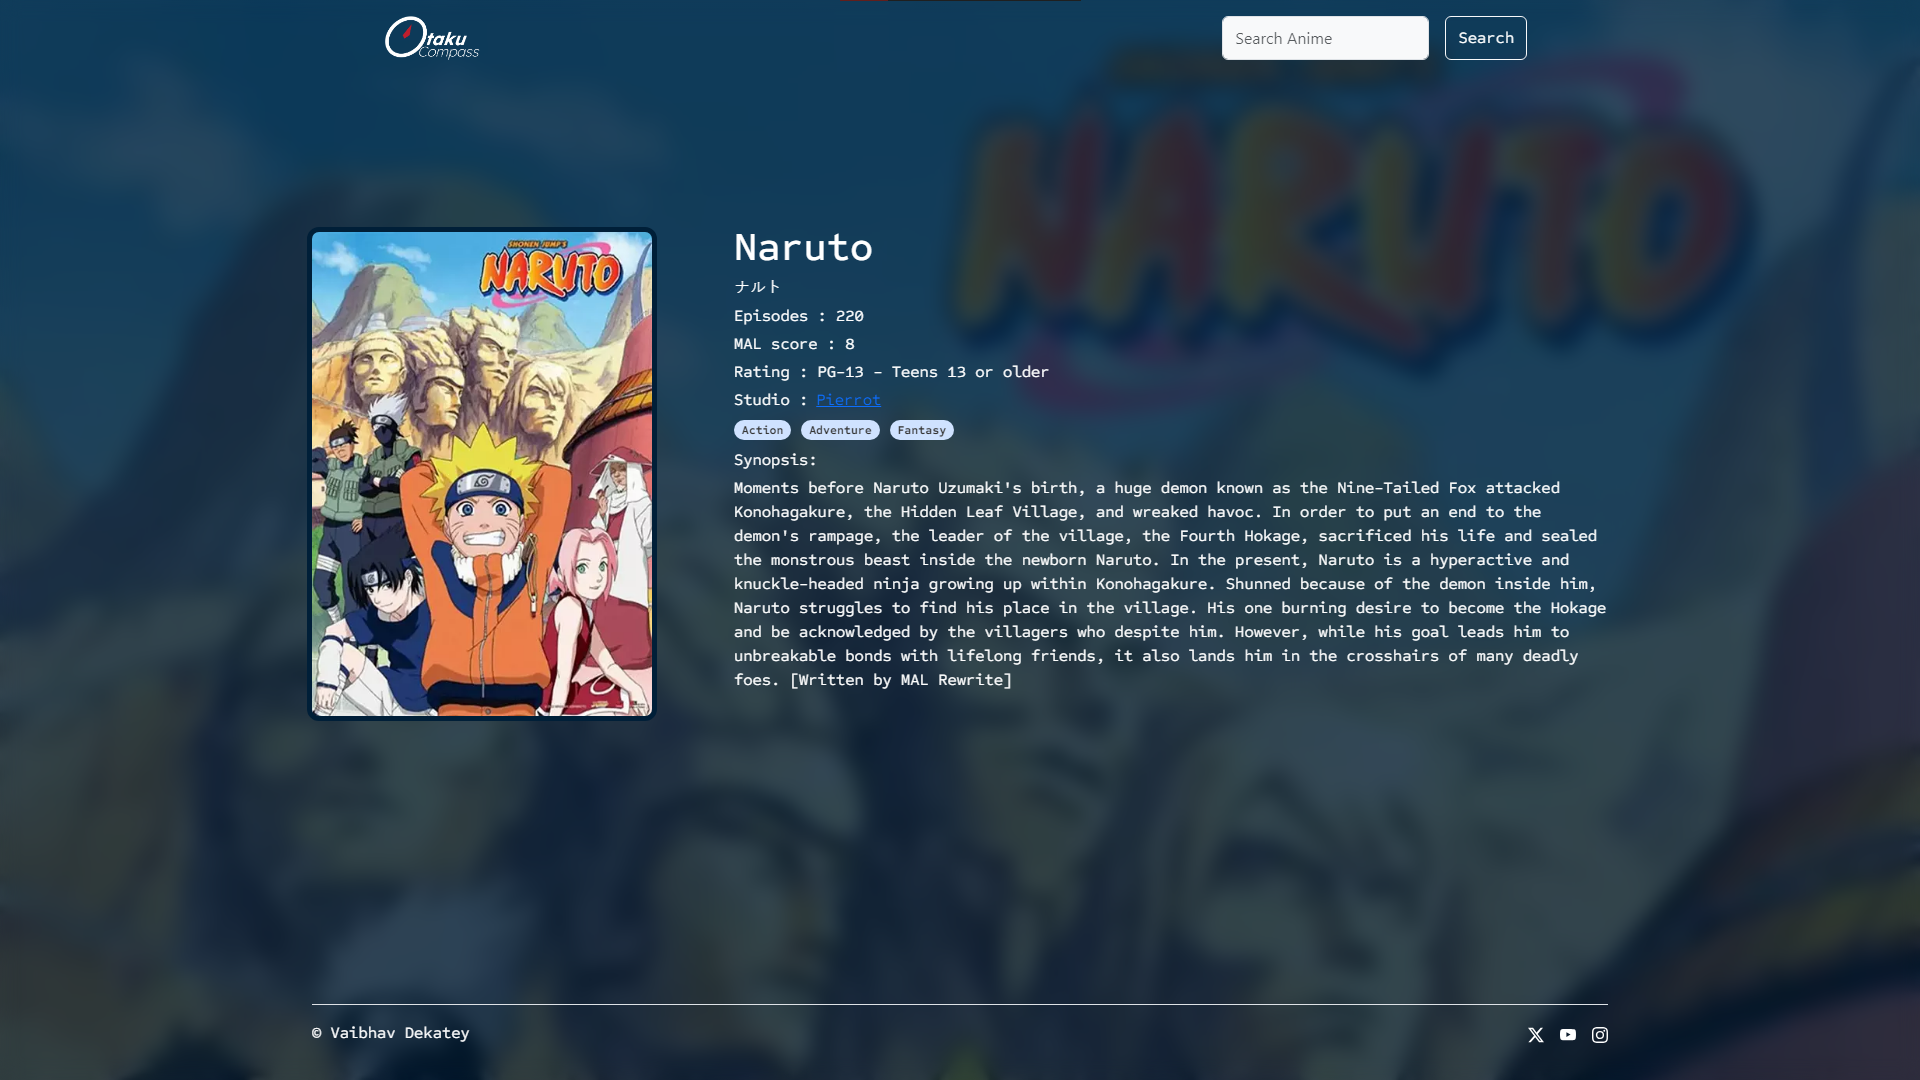 Otaku
Compass
Search Anime
Search
SHONEN JUMP'S
NARUTO
NARUTO
Naruto
ナルト
Episodes : 220
MAL score : 8
Rating : PG-13 - Teens 13 or older
Studio : Pierrot
Action Adventure Fantasy
Synopsis:
Moments before Naruto Uzumaki's birth, a huge demon known as the Nine-Tailed Fox attacked
Konohagakure, the Hidden Leaf Village, and wreaked havoc. In order to put an end to the
demon's rampage, the leader of the village, the Fourth Hokage, sacrificed his life and sealed
the monstrous beast inside the newborn Naruto. In the present, Naruto is a hyperactive and
knuckle-headed ninja growing up within Konohagakure. Shunned because of the demon inside him,
Naruto struggles to find his place in the village. His one burning desire to become the Hokage
and be acknowledged by the villagers who despite him. However, while his goal leads him to
unbreakable bonds with lifelong friends, it also lands him in the crosshairs of many deadly
foes. [Written by MAL Rewrite]
© Vaibhav Dekatey